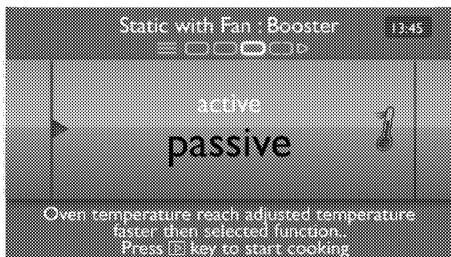 Static with Fan : Booster
13:45
active
passive
Oven temperature reach adjusted temperature
faster then selected function..
Press key to start cooking